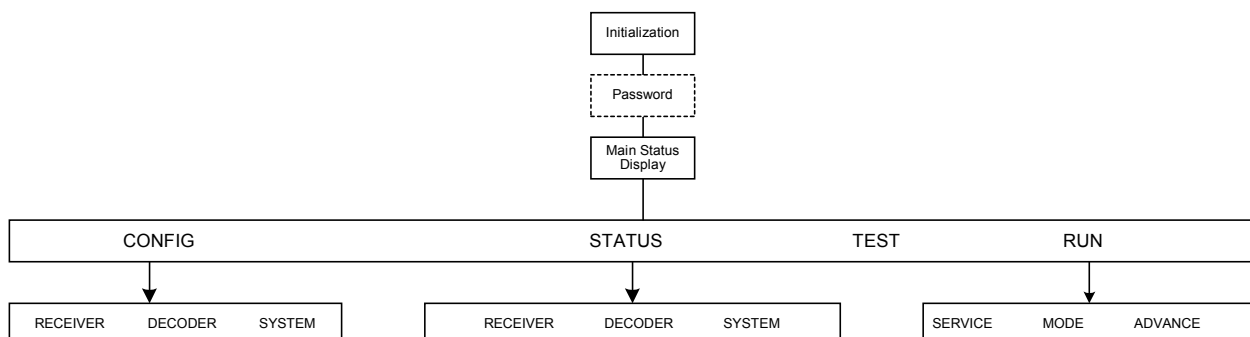 Initialization
Password
Main Status
Display
CONFIG STATUS TEST RUN
RECEIVER DECODER SYSTEM RECEIVER DECODER SYSTEM SERVICE MODE ADVANCE